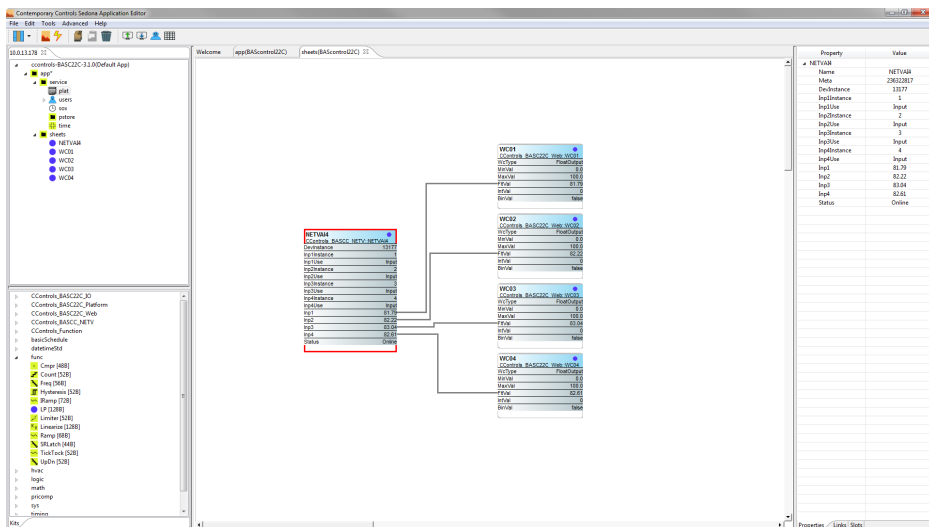 Contemporary Controls Sedona Application Editor
File Edit Tools Advanced Help
10.0.13.178
ccontrols-BASC22C-3.1.0(Default App)
app*
service
plat
users
sox
pstore
time
sheets
NETVAI4
WC01
WC02
WC03
WC04
CControls_BASC22C_IO
CControls_BASC22C_Platform
CControls_BASC22C_Web
CControls_BASCC_NETV
CControls_Function
basicSchedule
datetimeStd
func
Cmpr [48B]
Count [52B]
Freq [56B]
Hysteresis [52B]
IRamp [72B]
LP [128B]
Limiter [52B]
Linearize [128B]
Ramp [68B]
SRLatch [44B]
TickTock [52B]
UpDn [52B]
hvac
logic
math
pricomp
sys
timing
Kits
Welcome app(BAScontrol22C) sheets(BAScontrol22C)
NETVAI4
CControls_BASCC_NETV::NETVAI4
DevInstance 13177
Inp1Instance 1
Inp1Use Input
Inp2Instance 2
Inp2Use Input
Inp3Instance 3
Inp3Use Input
Inp4Instance 4
Inp4Use Input
Inp1 81.79
Inp2 82.22
Inp3 83.04
Inp4 82.61
Status Online
WC01
CControls_BASC22C_Web::WC01
WcType FloatOutput
MinVal 0.0
MaxVal 100.0
FltVal 81.79
IntVal 0
BinVal false
WC02
CControls_BASC22C_Web::WC02
WcType FloatOutput
MinVal 0.0
MaxVal 100.0
FltVal 82.22
IntVal 0
BinVal false
WC03
CControls_BASC22C_Web::WC03
WcType FloatOutput
MinVal 0.0
MaxVal 100.0
FltVal 83.04
IntVal 0
BinVal false
WC04
CControls_BASC22C_Web::WC04
WcType FloatOutput
MinVal 0.0
MaxVal 100.0
FltVal 82.61
IntVal 0
BinVal false
Property Value
NETVAI4
Name NETVAI4
Meta 236322817
DevInstance 13177
Inp1Instance 1
Inp1Use Input
Inp2Instance 2
Inp2Use Input
Inp3Instance 3
Inp3Use Input
Inp4Instance 4
Inp4Use Input
Inp1 81.79
Inp2 82.22
Inp3 83.04
Inp4 82.61
Status Online
Properties Links Slots